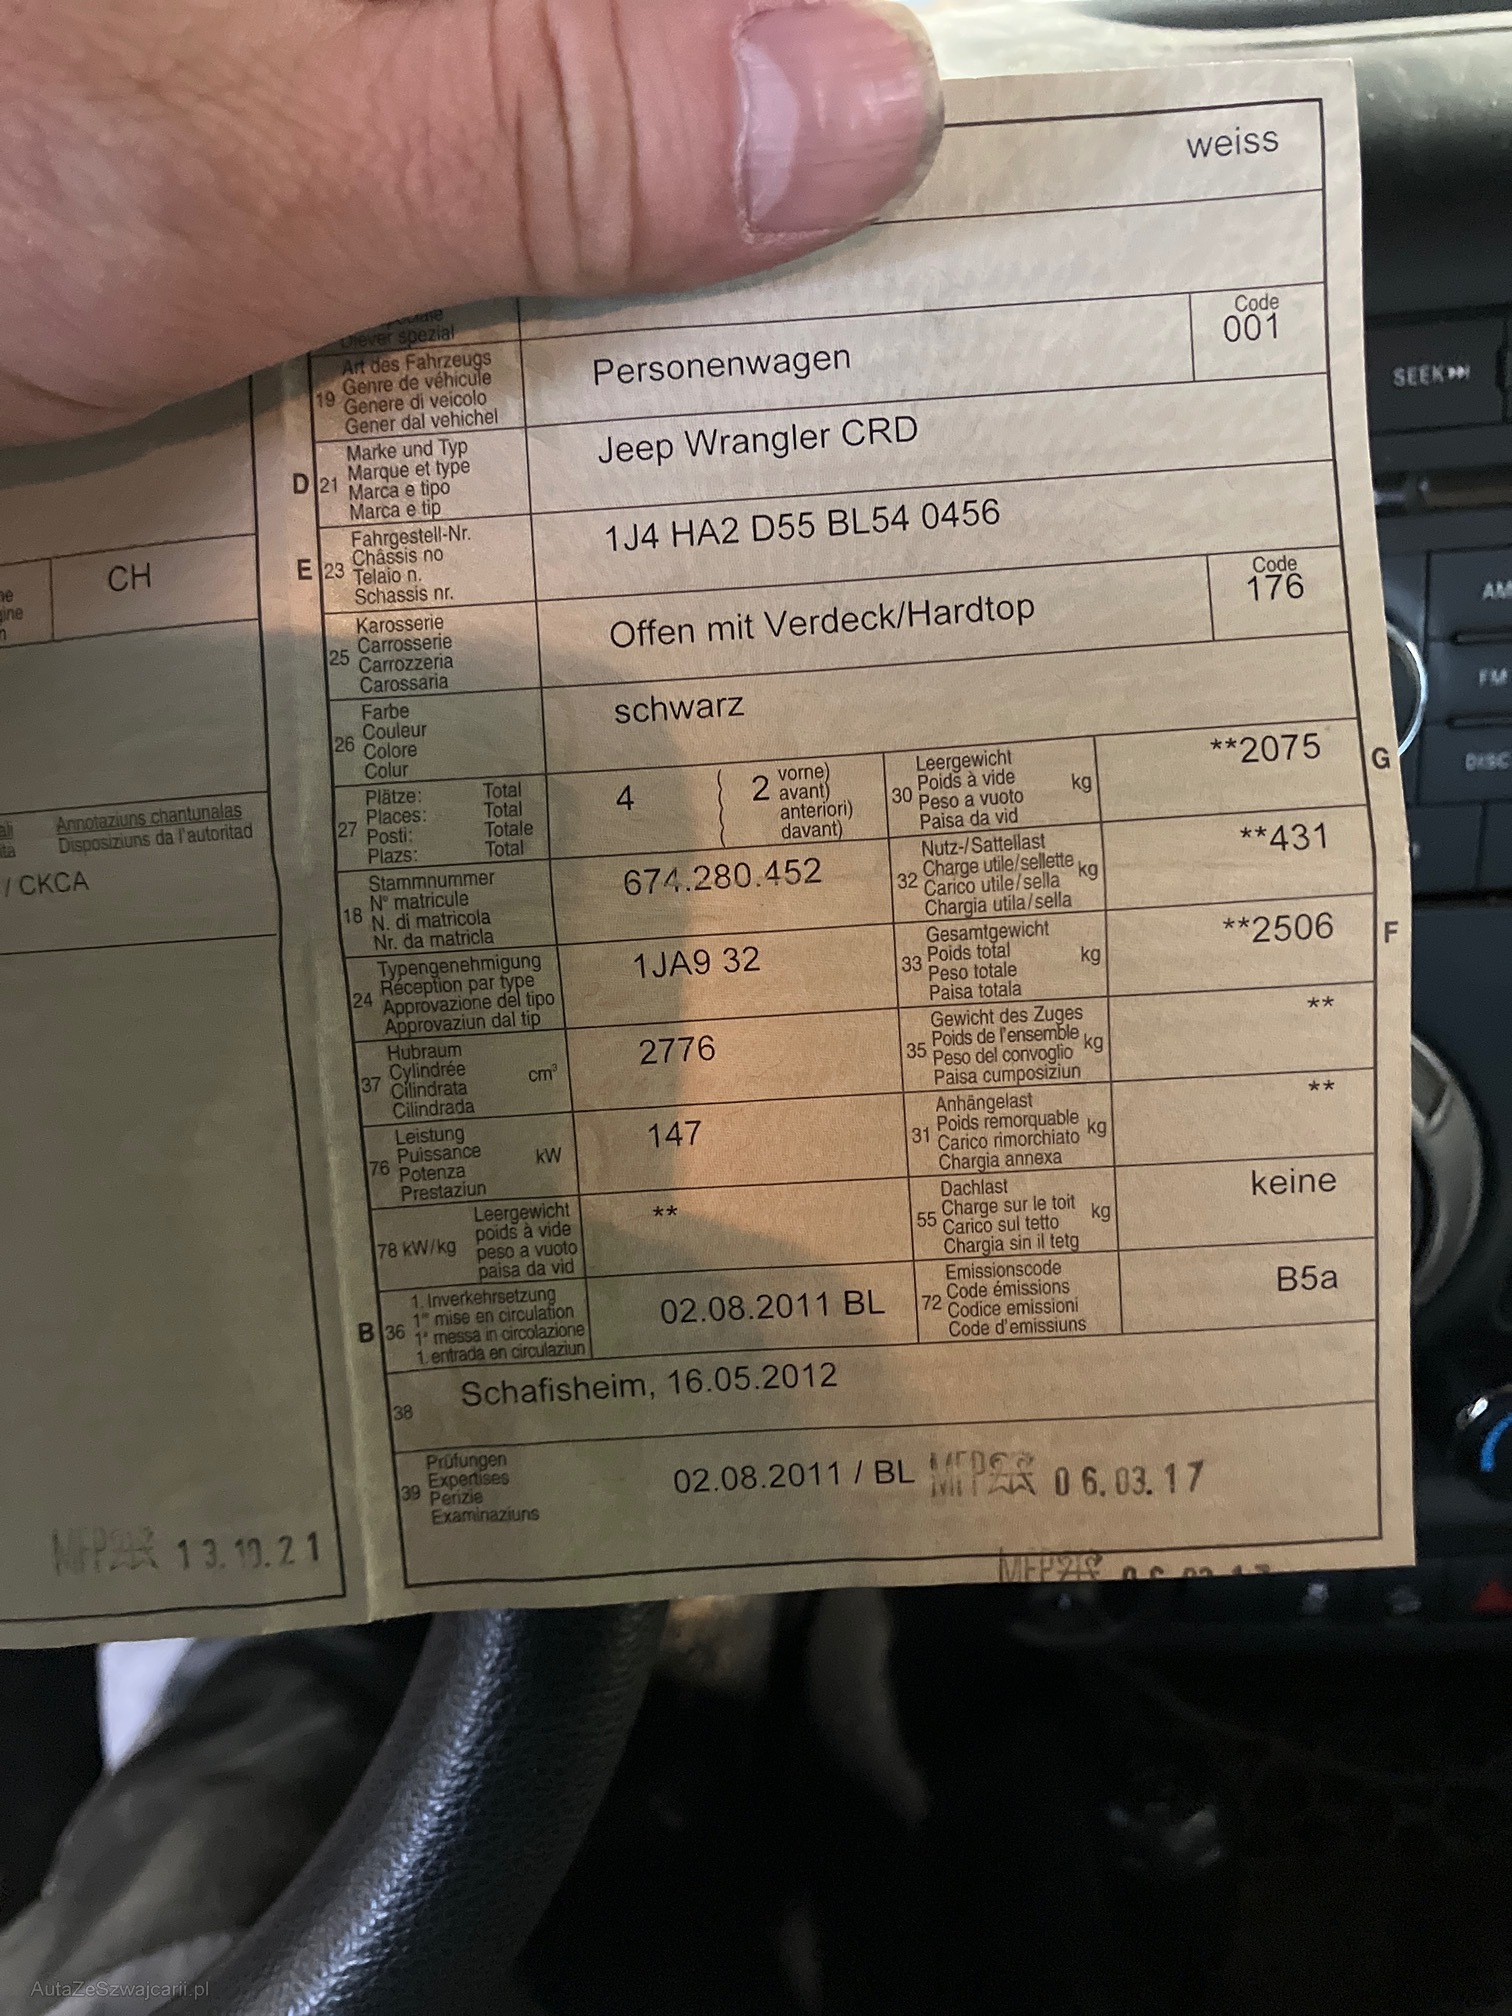 weiss
Code
001
Art des Fahrzeugs
19 Genre de véhicule
Genere di veicolo
Gener dal vehichel
Personenwagen
D 21 Marke und Typ
Marque et type
Marca e tipo
Marca e tip
Jeep Wrangler CRD
E 23 Fahrgestell-Nr.
Châssis no
Telaio n.
Schassis nr.
1J4 HA2 D55 BL54 0456
25 Karosserie
Carrosserie
Carrozzeria
Carossaria
Offen mit Verdeck/Hardtop
Code
176
26 Farbe
Couleur
Colore
Colur
schwarz
27 Plätze: Total
Places: Total
Posti: Totale
Plazs: Total
4
2 vorne)
avant)
anteriori)
davant)
30 Leergewicht
Poids à vide kg
Peso a vuoto
Paisa da vid
**2075
G
18 Stammnummer
N° matricule
N. di matricola
Nr. da matricla
674.280.452
32 Nutz-/Sattellast
Charge utile/sellette kg
Carico utile/sella
Chargia utila/sella
**431
24 Typengenehmigung
Réception par type
Approvazione del tipo
Approvaziun dal tip
1JA9 32
33 Gesamtgewicht
Poids total kg
Peso totale
Paisa totala
**2506
F
37 Hubraum
Cylindrée cm³
Cilindrata
Cilindrada
2776
35 Gewicht des Zuges
Poids de l'ensemble kg
Peso del convoglio
Paisa cumposiziun
**
76 Leistung
Puissance kW
Potenza
Prestaziun
147
31 Anhängelast
Poids remorquable kg
Carico rimorchiato
Chargia annexa
**
78 kW/kg Leergewicht
poids à vide
peso a vuoto
paisa da vid
**
55 Dachlast
Charge sur le toit kg
Carico sul tetto
Chargia sin il tetg
keine
B 36 1. Inverkehrsetzung
1re mise en circulation
1a messa in circolazione
1. entrada en circulaziun
02.08.2011 BL
72 Emissionscode
Code émissions
Codice emissioni
Code d'emissiuns
B5a
38 Schafisheim, 16.05.2012
39 Prüfungen
Expertises
Perizie
Examinaziuns
02.08.2011 / BL 06.03.17
CH
Annotaziuns chantunalas
Disposiziuns da l'autoritad
/ CKCA
13.10.21
SEEK
AM
FM
DISC
AutaZeSzwajcarii.pl